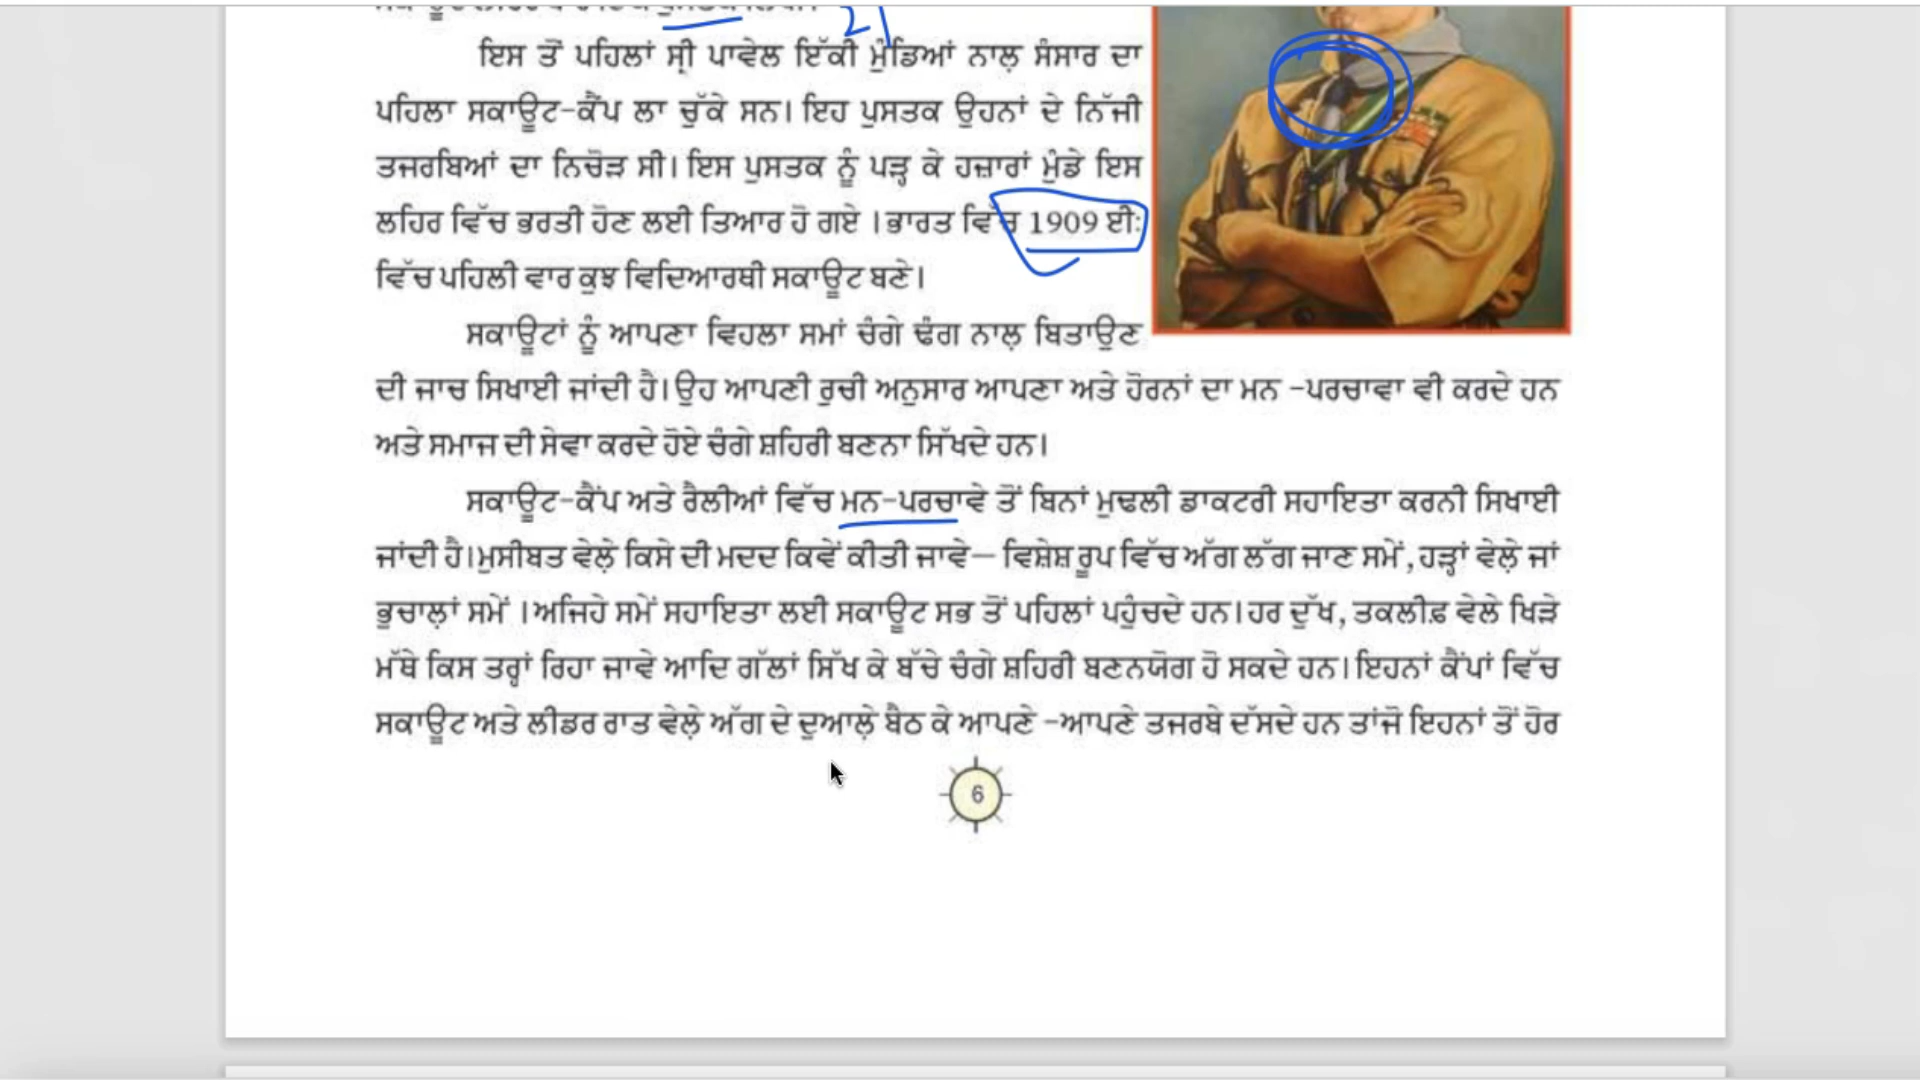 21
ਇਸ ਤੋਂ ਪਹਿਲਾਂ ਸ੍ਰੀ ਪਾਵੇਲ ਇੱਕੀ ਮੁੰਡਿਆਂ ਨਾਲ਼ ਸੰਸਾਰ ਦਾ
ਪਹਿਲਾ ਸਕਾਊਟ-ਕੈਂਪ ਲਾ ਚੁੱਕੇ ਸਨ। ਇਹ ਪੁਸਤਕ ਉਹਨਾਂ ਦੇ ਨਿੱਜੀ
ਤਜਰਬਿਆਂ ਦਾ ਨਿਚੋੜ ਸੀ। ਇਸ ਪੁਸਤਕ ਨੂੰ ਪੜ੍ਹ ਕੇ ਹਜ਼ਾਰਾਂ ਮੁੰਡੇ ਇਸ
ਲਹਿਰ ਵਿੱਚ ਭਰਤੀ ਹੋਣ ਲਈ ਤਿਆਰ ਹੋ ਗਏ । ਭਾਰਤ ਵਿੱਚ 1909 ਈ:
ਵਿੱਚ ਪਹਿਲੀ ਵਾਰ ਕੁਝ ਵਿਦਿਆਰਥੀ ਸਕਾਊਟ ਬਣੇ।
ਸਕਾਊਟਾਂ ਨੂੰ ਆਪਣਾ ਵਿਹਲਾ ਸਮਾਂ ਚੰਗੇ ਢੰਗ ਨਾਲ਼ ਬਿਤਾਉਣ
ਦੀ ਜਾਚ ਸਿਖਾਈ ਜਾਂਦੀ ਹੈ। ਉਹ ਆਪਣੀ ਰੁਚੀ ਅਨੁਸਾਰ ਆਪਣਾ ਅਤੇ ਹੋਰਨਾਂ ਦਾ ਮਨ -ਪਰਚਾਵਾ ਵੀ ਕਰਦੇ ਹਨ
ਅਤੇ ਸਮਾਜ ਦੀ ਸੇਵਾ ਕਰਦੇ ਹੋਏ ਚੰਗੇ ਸ਼ਹਿਰੀ ਬਣਨਾ ਸਿੱਖਦੇ ਹਨ।
ਸਕਾਊਟ-ਕੈਂਪ ਅਤੇ ਰੈਲੀਆਂ ਵਿੱਚ ਮਨ-ਪਰਚਾਵੇ ਤੋਂ ਬਿਨਾਂ ਮੁਢਲੀ ਡਾਕਟਰੀ ਸਹਾਇਤਾ ਕਰਨੀ ਸਿਖਾਈ
ਜਾਂਦੀ ਹੈ। ਮੁਸੀਬਤ ਵੇਲ਼ੇ ਕਿਸੇ ਦੀ ਮਦਦ ਕਿਵੇਂ ਕੀਤੀ ਜਾਵੇ— ਵਿਸ਼ੇਸ਼ ਰੂਪ ਵਿੱਚ ਅੱਗ ਲੱਗ ਜਾਣ ਸਮੇਂ, ਹੜ੍ਹਾਂ ਵੇਲ਼ੇ ਜਾਂ
ਭੂਚਾਲ਼ਾਂ ਸਮੇਂ । ਅਜਿਹੇ ਸਮੇਂ ਸਹਾਇਤਾ ਲਈ ਸਕਾਊਟ ਸਭ ਤੋਂ ਪਹਿਲਾਂ ਪਹੁੰਚਦੇ ਹਨ। ਹਰ ਦੁੱਖ, ਤਕਲੀਫ਼ ਵੇਲੇ ਖਿੜੇ
ਮੱਥੇ ਕਿਸ ਤਰ੍ਹਾਂ ਰਿਹਾ ਜਾਵੇ ਆਦਿ ਗੱਲਾਂ ਸਿੱਖ ਕੇ ਬੱਚੇ ਚੰਗੇ ਸ਼ਹਿਰੀ ਬਣਨਯੋਗ ਹੋ ਸਕਦੇ ਹਨ। ਇਹਨਾਂ ਕੈਂਪਾਂ ਵਿੱਚ
ਸਕਾਊਟ ਅਤੇ ਲੀਡਰ ਰਾਤ ਵੇਲ਼ੇ ਅੱਗ ਦੇ ਦੁਆਲ਼ੇ ਬੈਠ ਕੇ ਆਪਣੇ -ਆਪਣੇ ਤਜਰਬੇ ਦੱਸਦੇ ਹਨ ਤਾਂਜੋ ਇਹਨਾਂ ਤੋਂ ਹੋਰ
6